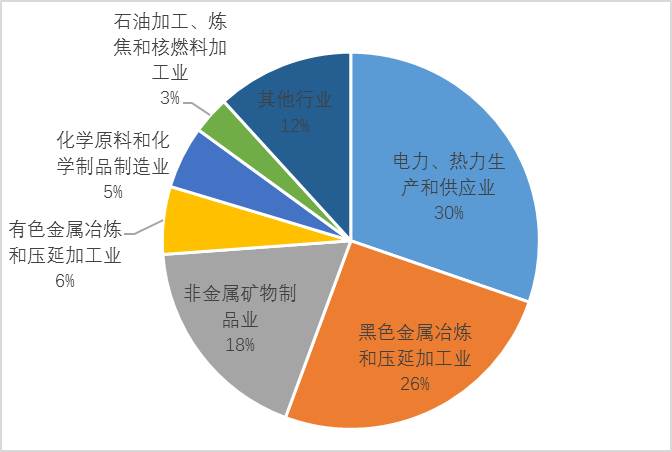 石油加工、炼
焦和核燃料加
工业
3%
其他行业
12%
化学原料和化
学制品制造业
5%
电力、热力生
产和供应业
30%
有色金属冶炼
和压延加工业
6%
非金属矿物制
品业
18%
黑色金属冶炼
和压延加工业
26%